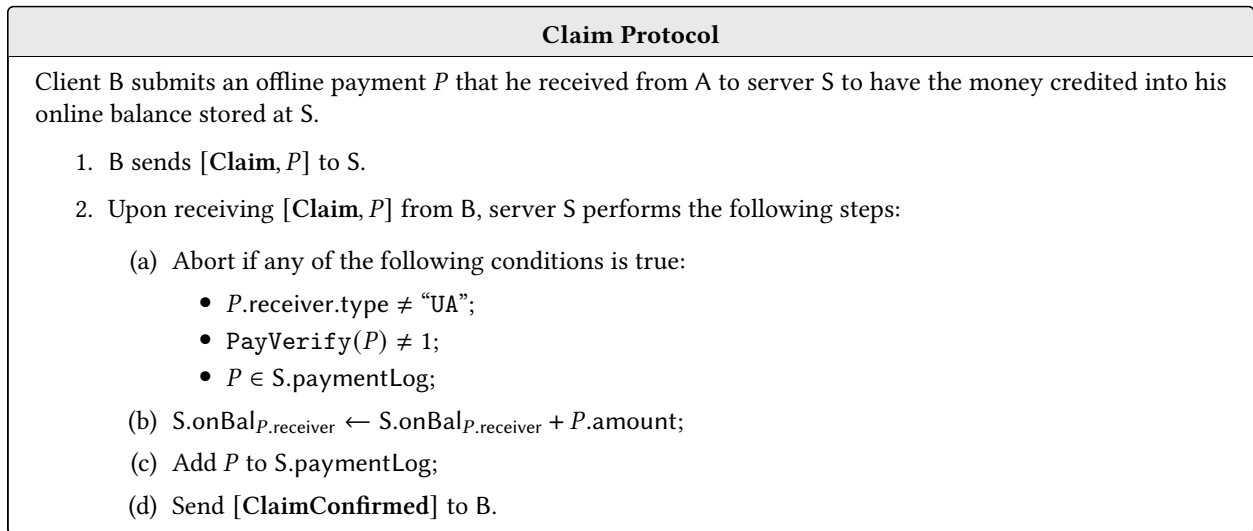 Claim Protocol
Client B submits an offline payment P that he received from A to server S to have the money credited into his
online balance stored at S.
1. B sends [Claim, P] to S.
2. Upon receiving [Claim, P] from B, server S performs the following steps:
(a) Abort if any of the following conditions is true:
• P.receiver.type ≠ “UA”;
• PayVerify(P) ≠ 1;
• P ∈ S.paymentLog;
(b) S.onBal_P.receiver ← S.onBal_P.receiver + P.amount;
(c) Add P to S.paymentLog;
(d) Send [ClaimConfirmed] to B.